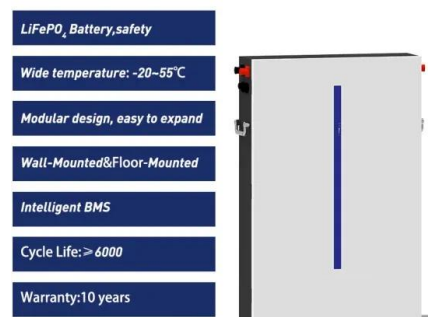 LiFePO₄ Battery,safety
Wide temperature: -20~55℃
Modular design, easy to expand
Wall-Mounted&Floor-Mounted
Intelligent BMS
Cycle Life:≥6000
Warranty:10 years